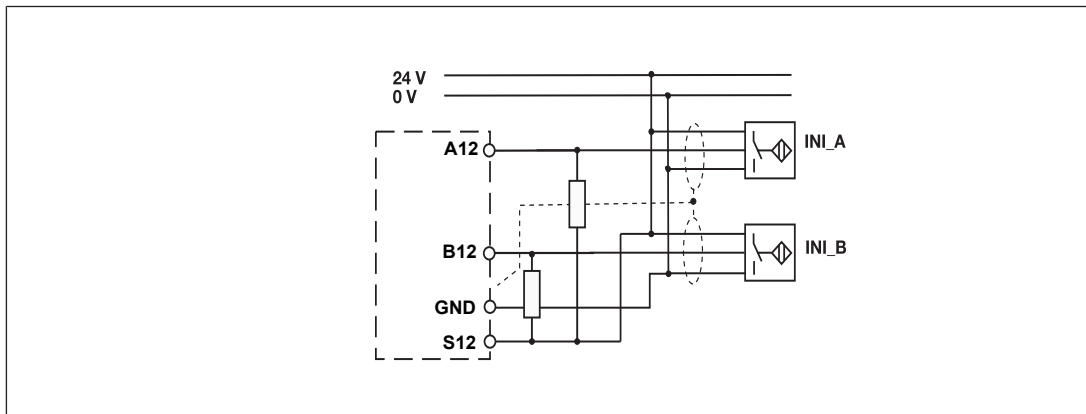 24 V
0 V
A12
INI_A
B12
INI_B
GND
S12